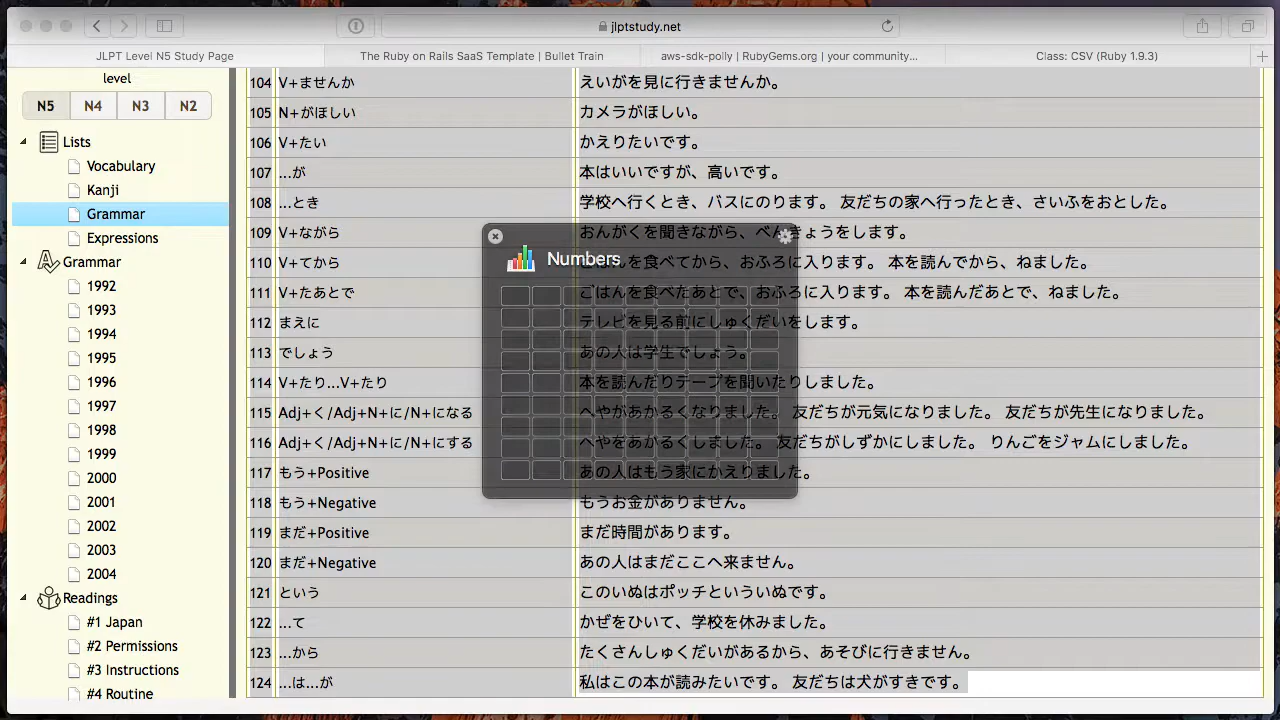 jlptstudy.net
JLPT Level N5 Study Page
The Ruby on Rails SaaS Template | Bullet Train
aws-sdk-polly | RubyGems.org | your community...
Class: CSV (Ruby 1.9.3)
level
N5 N4 N3 N2
Lists
Vocabulary
Kanji
Grammar
Expressions
Grammar
1992
1993
1994
1995
1996
1997
1998
1999
2000
2001
2002
2003
2004
Readings
#1 Japan
#2 Permissions
#3 Instructions
#4 Routine
104 V+ませんか えいがを見に行きませんか。
105 N+がほしい カメラがほしい。
106 V+たい かえりたいです。
107 ...が 本はいいですが、高いです。
108 ...とき 学校へ行くとき、バスにのります。 友だちの家へ行ったとき、さいふをおとした。
109 V+ながら おんがくを聞きながら、べんきょうをします。
110 V+てから ごはんを食べてから、おふろに入ります。 本を読んでから、ねました。
111 V+たあとで ごはんを食べたあとで、おふろに入ります。 本を読んだあとで、ねました。
112 まえに テレビを見る前にしゅくだいをします。
113 でしょう あの人は学生でしょう。
114 V+たり...V+たり 本を読んだりテープを聞いたりしました。
115 Adj+く/Adj+N+に/N+になる へやがあかるくなりました。 友だちが元気になりました。 友だちが先生になりました。
116 Adj+く/Adj+N+に/N+にする へやをあかるくしました。 友だちがしずかにしました。 りんごをジャムにしました。
117 もう+Positive あの人はもう家にかえりました。
118 もう+Negative もうお金がありません。
119 まだ+Positive まだ時間があります。
120 まだ+Negative あの人はまだここへ来ません。
121 という このいぬはポッチといういぬです。
122 ...て かぜをひいて、学校を休みました。
123 ...から たくさんしゅくだいがあるから、あそびに行きません。
124 ...は...が 私はこの本が読みたいです。 友だちは犬がすきです。
Numbers